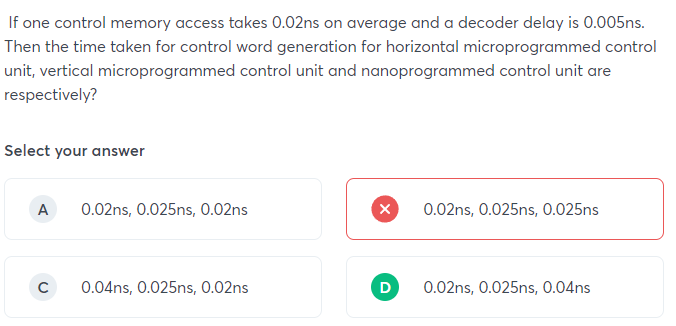 If one control memory access takes 0.02ns on average and a decoder delay is 0.005ns.
Then the time taken for control word generation for horizontal microprogrammed control
unit, vertical microprogrammed control unit and nanoprogrammed control unit are
respectively?
Select your answer
A 0.02ns, 0.025ns, 0.02ns
0.02ns, 0.025ns, 0.025ns
C 0.04ns, 0.025ns, 0.02ns
D 0.02ns, 0.025ns, 0.04ns